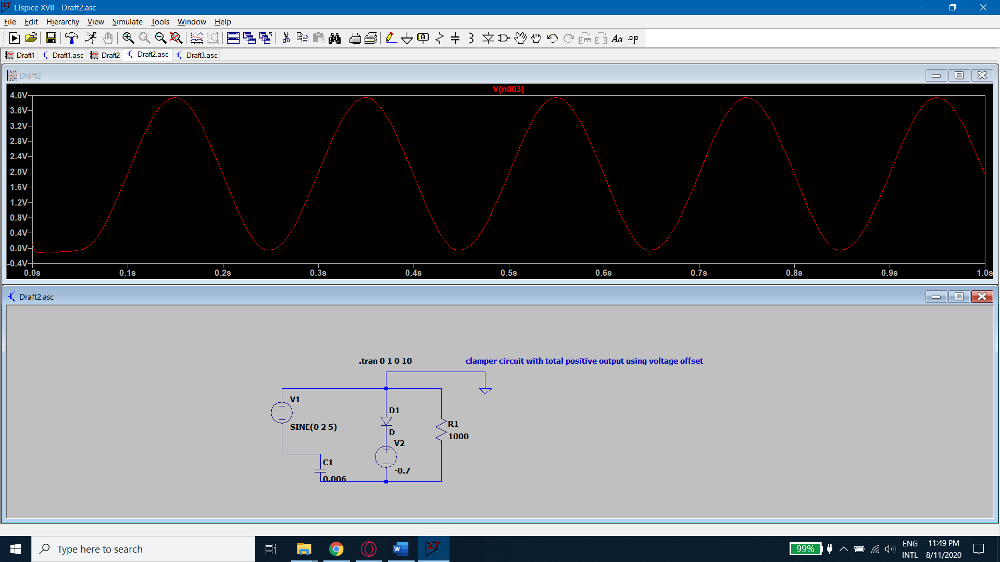 LTspice XVII - Draft2.asc
File Edit Hierarchy View Simulate Tools Window Help
Draft1 Draft1.asc Draft2 Draft2.asc Draft3.asc
Draft2
V(n003)
4.0V
3.6V
3.2V
2.8V
2.4V
2.0V
1.6V
1.2V
0.8V
0.4V
0.0V
-0.4V
0.0s 0.1s 0.2s 0.3s 0.4s 0.5s 0.6s 0.7s 0.8s 0.9s 1.0s
Draft2.asc
.tran 0 1 0 10 clamper circuit with total positive output using voltage offset
V1
SINE(0 2 5)
D1
D
R1
1000
V2
-0.7
C1
0.006
Type here to search
99%
ENG
INTL
11:49 PM
8/11/2020